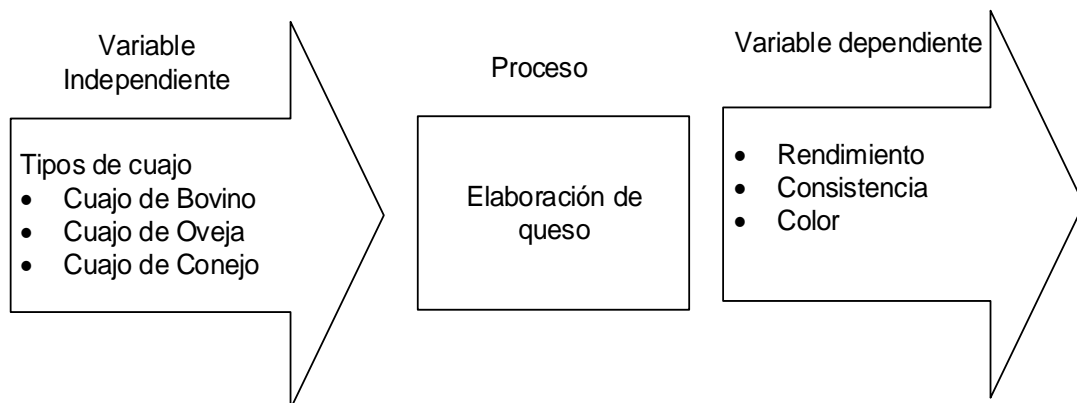 Variable
Independiente
Tipos de cuajo
• Cuajo de Bovino
• Cuajo de Oveja
• Cuajo de Conejo
Proceso
Elaboración de
queso
Variable dependiente
• Rendimiento
• Consistencia
• Color